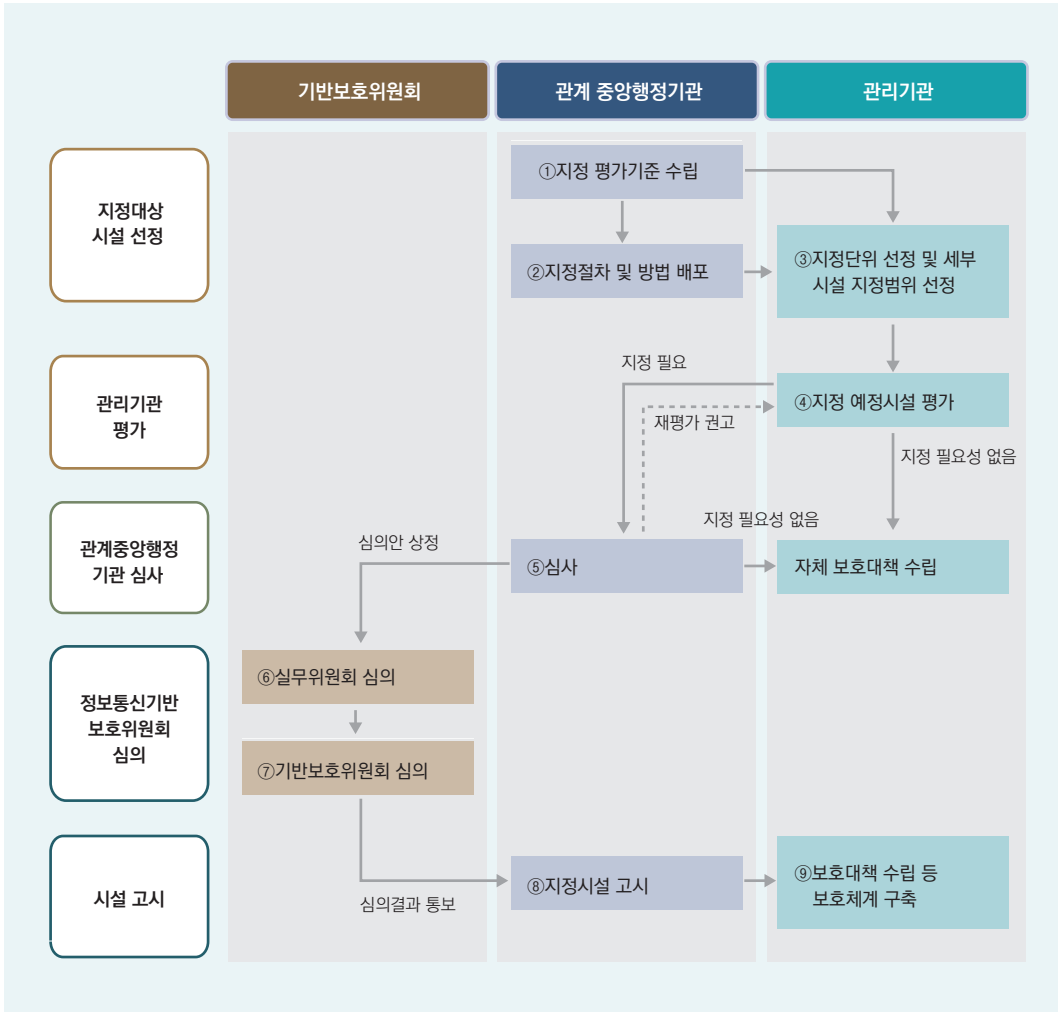 기반보호위원회
관계 중앙행정기관
관리기관
지정대상
시설 선정
①지정 평가기준 수립
②지정절차 및 방법 배포
③지정단위 선정 및 세부
시설 지정범위 선정
관리기관
평가
지정 필요
④지정 예정시설 평가
재평가 권고
지정 필요성 없음
관계중앙행정
기관 심사
심의안 상정
⑤심사
지정 필요성 없음
자체 보호대책 수립
정보통신기반
보호위원회
심의
⑥실무위원회 심의
⑦기반보호위원회 심의
시설 고시
심의결과 통보
⑧지정시설 고시
⑨보호대책 수립 등
보호체계 구축